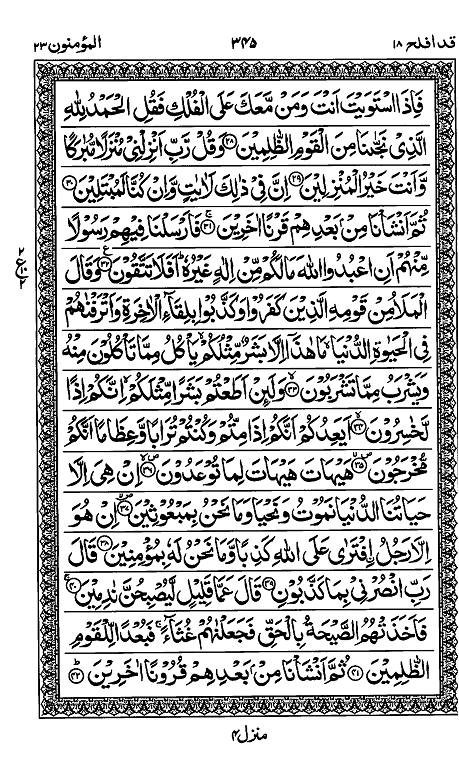 قد افلح ١٨ ٣٤٥ المؤمنون ٢٣
فَاِذَا اسْتَوَيْتَ اَنْتَ وَمَنْ مَّعَكَ عَلَى الْفُلْكِ فَقُلِ الْحَمْدُ لِلّٰهِ
الَّذِىْ نَجّٰىنَا مِنَ الْقَوْمِ الظّٰلِمِيْنَ ﴿٢٨﴾ وَقُلْ رَّبِّ اَنْزِلْنِىْ مُنْزَلًا مُّبٰرَكًا
وَّاَنْتَ خَيْرُ الْمُنْزِلِيْنَ ﴿٢٩﴾ اِنَّ فِىْ ذٰلِكَ لَاٰيٰتٍ وَّاِنْ كُنَّا لَمُبْتَلِيْنَ ﴿٣٠﴾
ثُمَّ اَنْشَاْنَا مِنْۢ بَعْدِهِمْ قَرْنًا اٰخَرِيْنَ ﴿٣١﴾ۚ فَاَرْسَلْنَا فِيْهِمْ رَسُوْلًا
مِّنْهُمْ اَنِ اعْبُدُوا اللّٰهَ مَا لَكُمْ مِّنْ اِلٰهٍ غَيْرُهٗ ؕ اَفَلَا تَتَّقُوْنَ ﴿٣٢﴾ع وَقَالَ
الْمَلَاُ مِنْ قَوْمِهِ الَّذِيْنَ كَفَرُوْا وَكَذَّبُوْا بِلِقَآءِ الْاٰخِرَةِ وَاَتْرَفْنٰهُمْ
فِى الْحَيٰوةِ الدُّنْيَا ۙ مَا هٰذَاۤ اِلَّا بَشَرٌ مِّثْلُكُمْ ۙ يَاْكُلُ مِمَّا تَاْكُلُوْنَ مِنْهُ
وَيَشْرَبُ مِمَّا تَشْرَبُوْنَ ﴿٣٣﴾ۙ وَلَئِنْ اَطَعْتُمْ بَشَرًا مِّثْلَكُمْ اِنَّكُمْ اِذًا
لَّخٰسِرُوْنَ ﴿٣٤﴾ۙ اَيَعِدُكُمْ اَنَّكُمْ اِذَا مِتُّمْ وَكُنْتُمْ تُرَابًا وَّعِظَامًا اَنَّكُمْ
مُّخْرَجُوْنَ ﴿٣٥﴾ۙ هَيْهَاتَ هَيْهَاتَ لِمَا تُوْعَدُوْنَ ﴿٣٦﴾ۙ اِنْ هِىَ اِلَّا
حَيَاتُنَا الدُّنْيَا نَمُوْتُ وَنَحْيَا وَمَا نَحْنُ بِمَبْعُوْثِيْنَ ﴿٣٧﴾ۙ اِنْ هُوَ
اِلَّا رَجُلُ اِۨفْتَرٰى عَلَى اللّٰهِ كَذِبًا وَّمَا نَحْنُ لَهٗ بِمُؤْمِنِيْنَ ﴿٣٨﴾ قَالَ
رَبِّ انْصُرْنِىْ بِمَا كَذَّبُوْنِ ﴿٣٩﴾ قَالَ عَمَّا قَلِيْلٍ لَّيُصْبِحُنَّ نٰدِمِيْنَ ﴿٤٠﴾ۚ
فَاَخَذَتْهُمُ الصَّيْحَةُ بِالْحَقِّ فَجَعَلْنٰهُمْ غُثَآءً ۚ فَبُعْدًا لِّلْقَوْمِ
الظّٰلِمِيْنَ ﴿٤١﴾ ثُمَّ اَنْشَاْنَا مِنْۢ بَعْدِهِمْ قُرُوْنًا اٰخَرِيْنَ ﴿٤٢﴾ؕ
ع
٢
منزل ٤